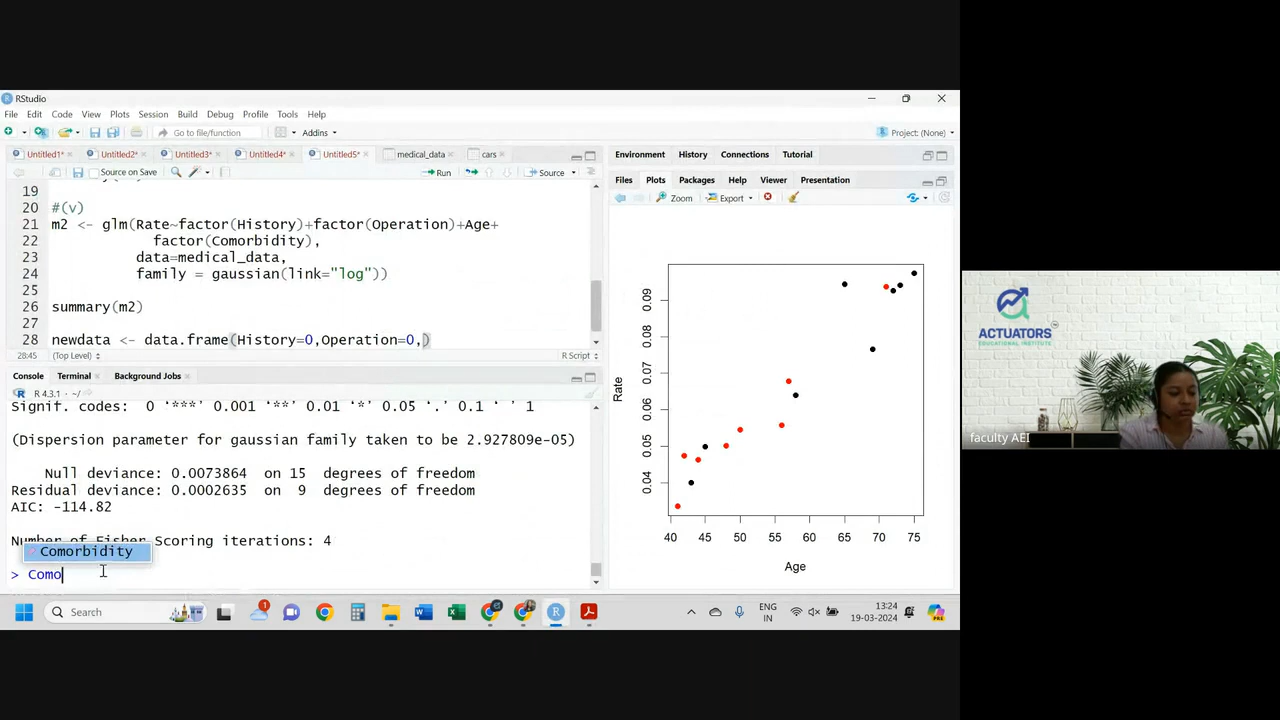 RStudio
File Edit Code View Plots Session Build Debug Profile Tools Help
Go to file/function Addins Project: (None)
Untitled1* Untitled2* Untitled3* Untitled4* Untitled5* medical_data cars
Source on Save Run Source
19
20 #(v)
21 m2 <- glm(Rate~factor(History)+factor(Operation)+Age+
22 factor(Comorbidity),
23 data=medical_data,
24 family = gaussian(link="log"))
25
26 summary(m2)
27
28 newdata <- data.frame(History=0,Operation=0,)
28:45 (Top Level) R Script
Console Terminal Background Jobs
R 4.3.1 · ~/
Signif. codes: 0 ‘***’ 0.001 ‘**’ 0.01 ‘*’ 0.05 ‘.’ 0.1 ‘ ’ 1
(Dispersion parameter for gaussian family taken to be 2.927809e-05)
Null deviance: 0.0073864 on 15 degrees of freedom
Residual deviance: 0.0002635 on 9 degrees of freedom
AIC: -114.82
Number of Fisher Scoring iterations: 4
Comorbidity
> Como
Environment History Connections Tutorial
Files Plots Packages Help Viewer Presentation
Zoom Export
Rate
0.09
0.08
0.07
0.06
0.05
0.04
40 45 50 55 60 65 70 75
Age
Search
1
ENG
IN
13:24
19-03-2024
ACTUATORS
EDUCATIONAL INSTITUTE
faculty AEI